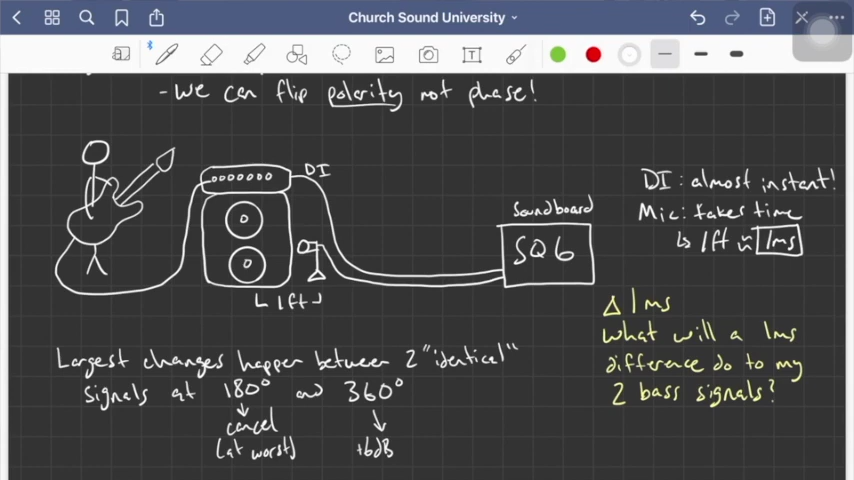 Church Sound University
- we can flip polarity not phase!
DI
Soundboard
SQ6
L 1ft ┘
DI: almost instant!
Mic: takes time
↳ 1ft ≈ 1ms
Δ 1ms
What will a 1ms
difference do to my
2 bass signals?
Largest changes happen between 2 "identical"
signals at 180° and 360°
cancel
(at worst)
+6dB